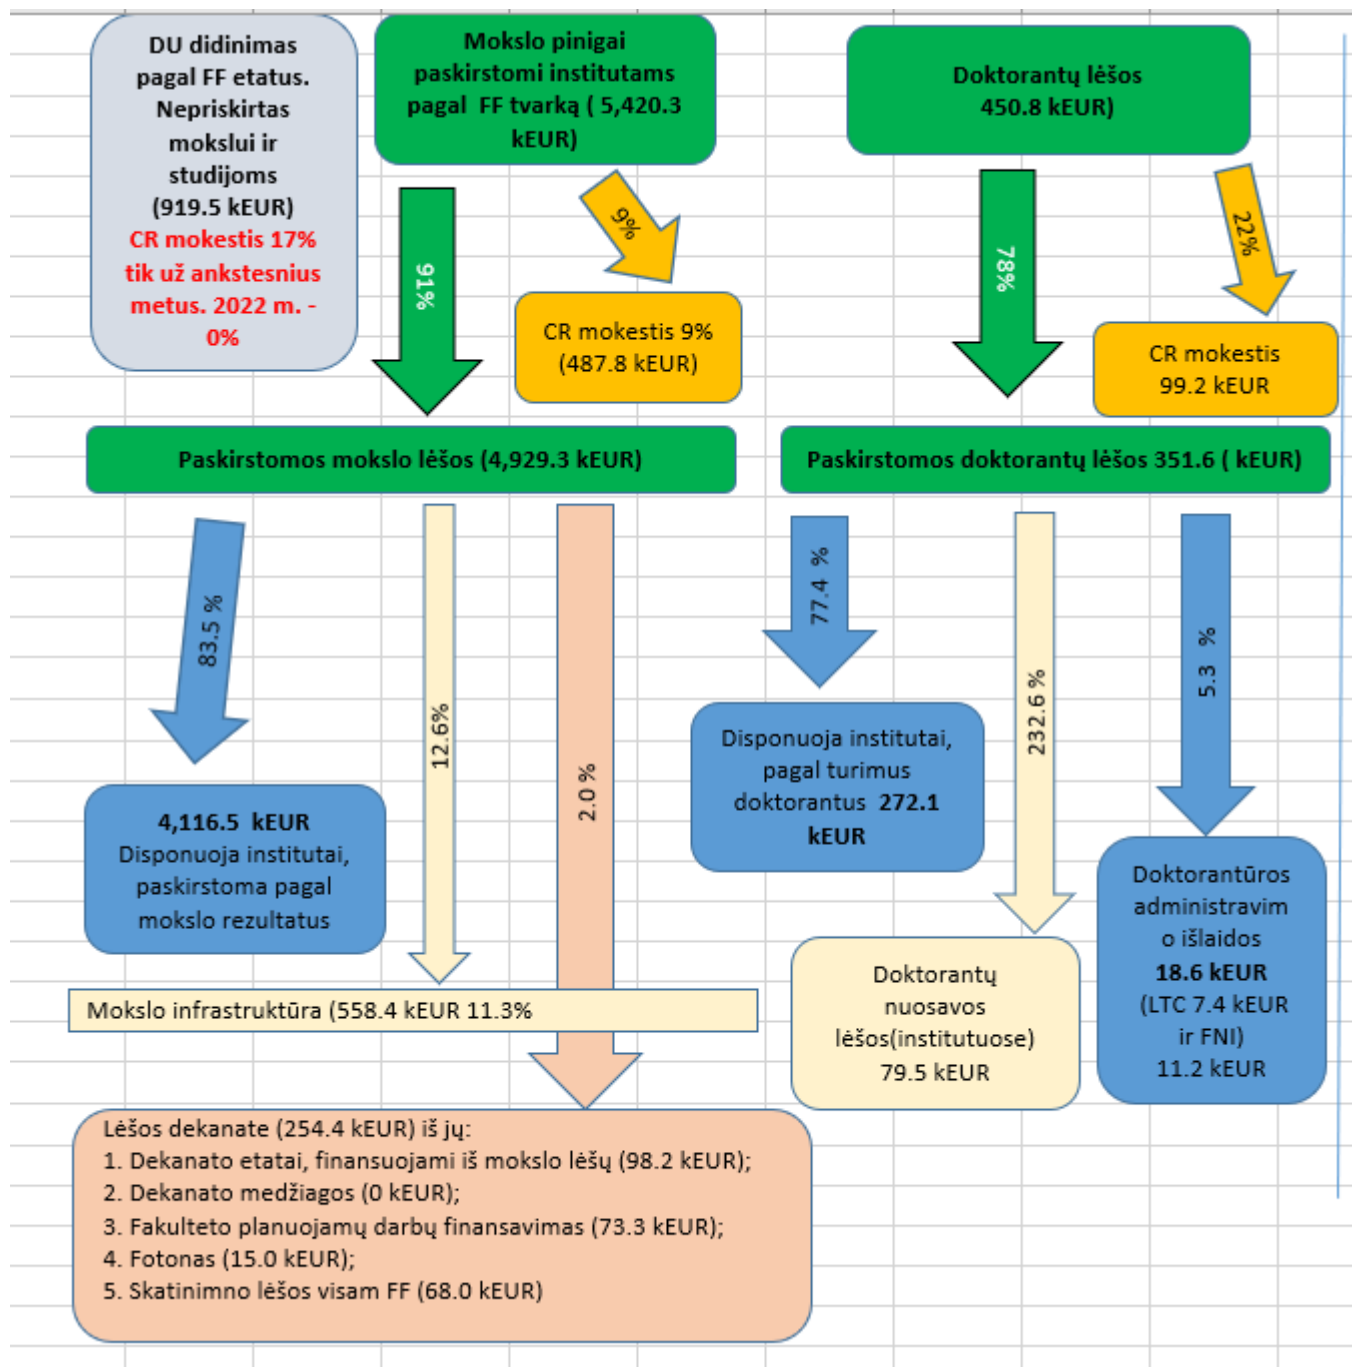 DU didinimas
pagal FF etatus.
Nepriskirtas
mokslui ir
studijoms
(919.5 kEUR)
CR mokestis 17%
tik už ankstesnius
metus. 2022 m. -
0%
Mokslo pinigai
paskirstomi institutams
pagal FF tvarką ( 5,420.3
kEUR)
Doktorantų lėšos
450.8 kEUR)
91%
9%
78%
22%
CR mokestis 9%
(487.8 kEUR)
CR mokestis
99.2 kEUR
Paskirstomos mokslo lėšos (4,929.3 kEUR)
Paskirstomos doktorantų lėšos 351.6 ( kEUR)
83.5 %
12.6%
2.0 %
77.4 %
232.6 %
5.3 %
4,116.5 kEUR
Disponuoja institutai,
paskirstoma pagal
mokslo rezultatus
Disponuoja institutai,
pagal turimus
doktorantus 272.1
kEUR
Doktorantų
nuosavos
lėšos(institutuose)
79.5 kEUR
Doktorantūros
administravim
o išlaidos
18.6 kEUR
(LTC 7.4 kEUR
ir FNI)
11.2 kEUR
Mokslo infrastruktūra (558.4 kEUR 11.3%
Lėšos dekanate (254.4 kEUR) iš jų:
1. Dekanato etatai, finansuojami iš mokslo lėšų (98.2 kEUR);
2. Dekanato medžiagos (0 kEUR);
3. Fakulteto planuojamų darbų finansavimas (73.3 kEUR);
4. Fotonas (15.0 kEUR);
5. Skatinimno lėšos visam FF (68.0 kEUR)